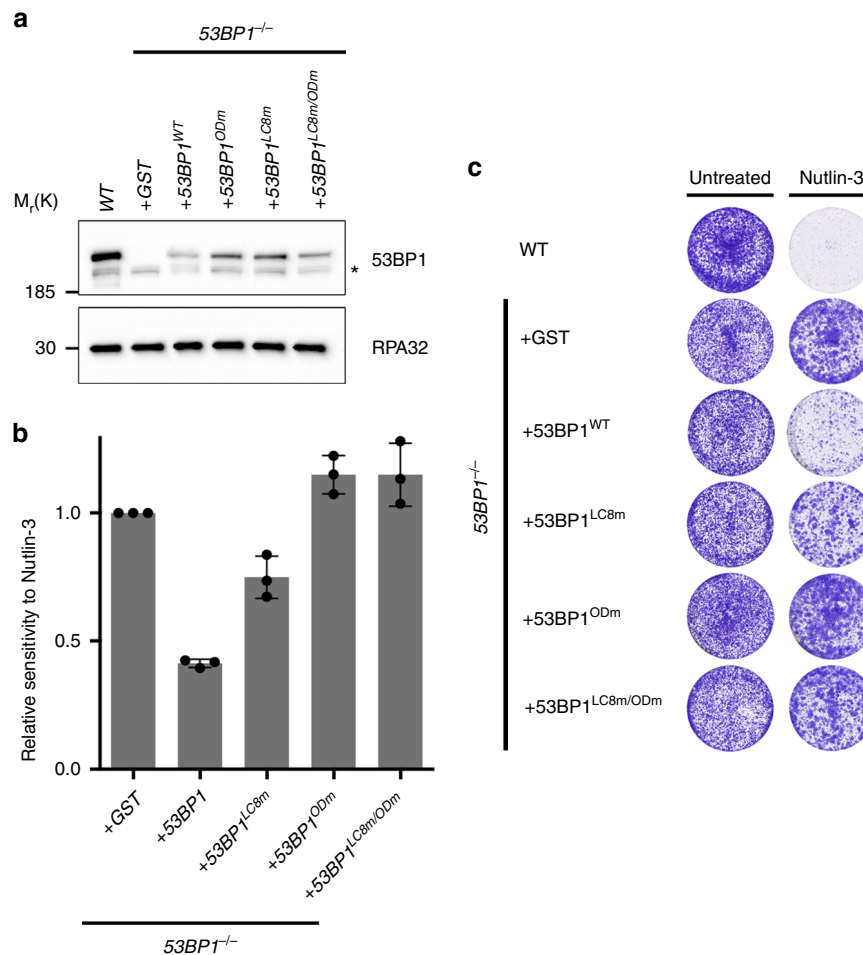 a
53BP1–/–
WT
+GST
+53BP1WT
+53BP1ODm
+53BP1LC8m
+53BP1LC8m/ODm
Mr(K)
53BP1
*
185
30
RPA32
b
Relative sensitivity to Nutlin-3
1.0
0.5
0.0
+GST
+53BP1
+53BP1LC8m
+53BP1ODm
+53BP1LC8m/ODm
53BP1–/–
c
Untreated
Nutlin-3
WT
53BP1–/–
+GST
+53BP1WT
+53BP1LC8m
+53BP1ODm
+53BP1LC8m/ODm